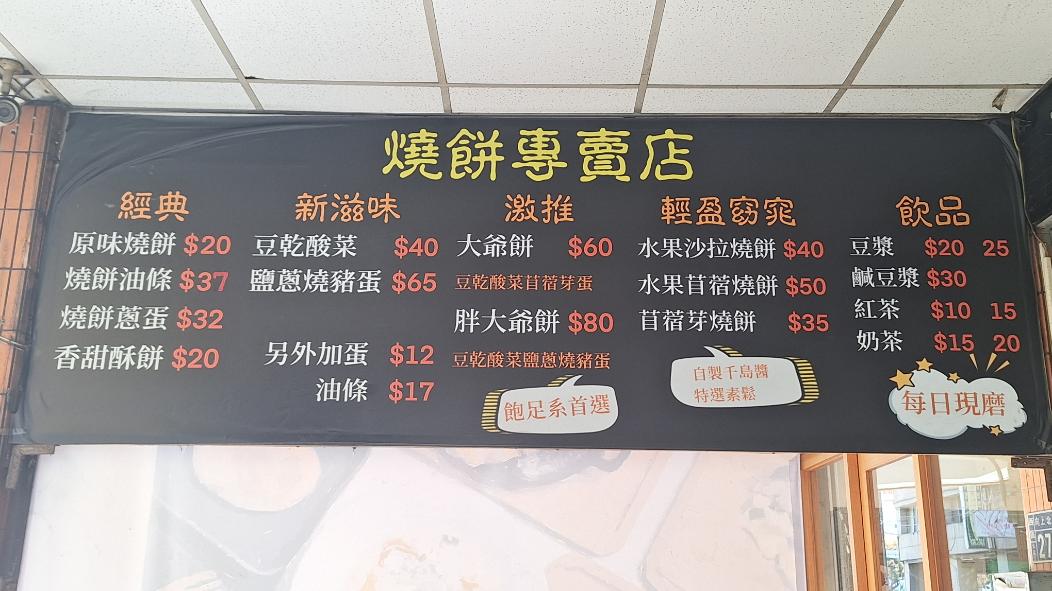 燒餅專賣店
經典
原味燒餅 $20
燒餅油條 $37
燒餅蔥蛋 $32
香甜酥餅 $20
新滋味
豆乾酸菜 $40
鹽蔥燒豬蛋 $65
另外加蛋 $12
油條 $17
激推
大爺餅 $60
豆乾酸菜苜蓿芽蛋
胖大爺餅 $80
豆乾酸菜鹽蔥燒豬蛋
飽足系首選
輕盈窈窕
水果沙拉燒餅 $40
水果苜蓿燒餅 $50
苜蓿芽燒餅 $35
自製千島醬
特選素鬆
飲品
豆漿 $20 25
鹹豆漿 $30
紅茶 $10 15
奶茶 $15 20
每日現磨
27